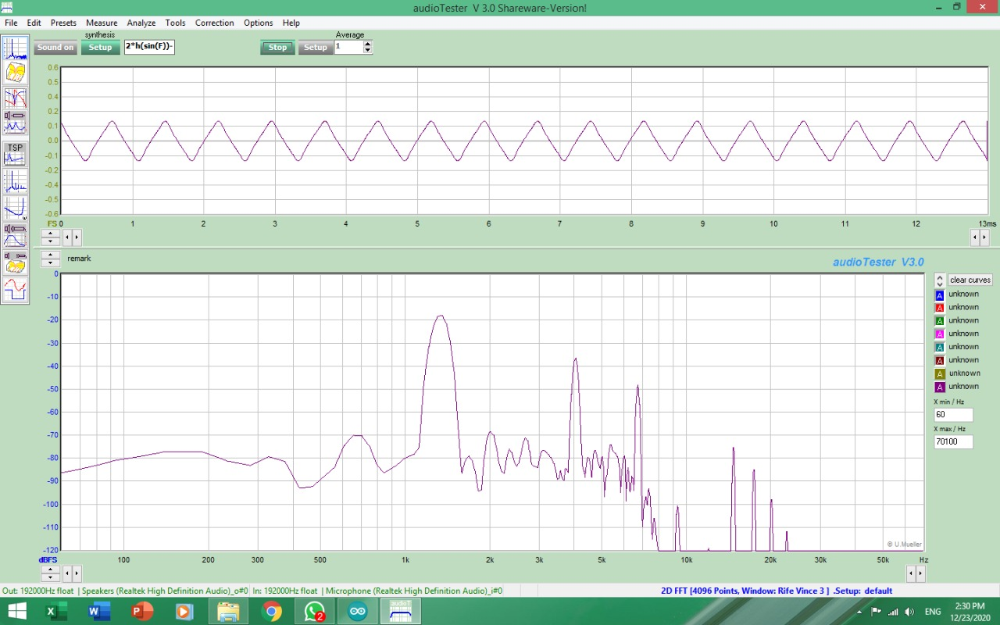 audioTester V 3.0 Shareware-Version!
File Edit Presets Measure Analyze Tools Correction Options Help
synthesis Average
Sound on Setup 2*h(sin(F))- Stop Setup 1
TSP
0.6
0.5
0.4
0.2
0.1
0.0
-0.1
-0.2
-0.4
-0.5
-0.6
FS 0 1 2 3 4 5 6 7 8 9 10 11 12 13ms
remark
audioTester V3.0
0
-10
-20
-30
-40
-50
-60
-70
-80
-90
-100
-110
-120
dBFS 100 200 300 500 1k 2k 3k 5k 10k 20k 30k 50k Hz
© U.Mueller
clear curves
A unknown
A unknown
A unknown
A unknown
A unknown
A unknown
A unknown
A unknown
X min / Hz
60
X max / Hz
70100
Out: 192000Hz float | Speakers (Realtek High Definition Audio)_o#0 | In: 192000Hz float | Microphone (Realtek High Definition Audio)_i#0
2D FFT [4096 Points, Window: Rife Vince 3 ] .Setup: default
2
audioT
ENG
2:30 PM
12/23/2020